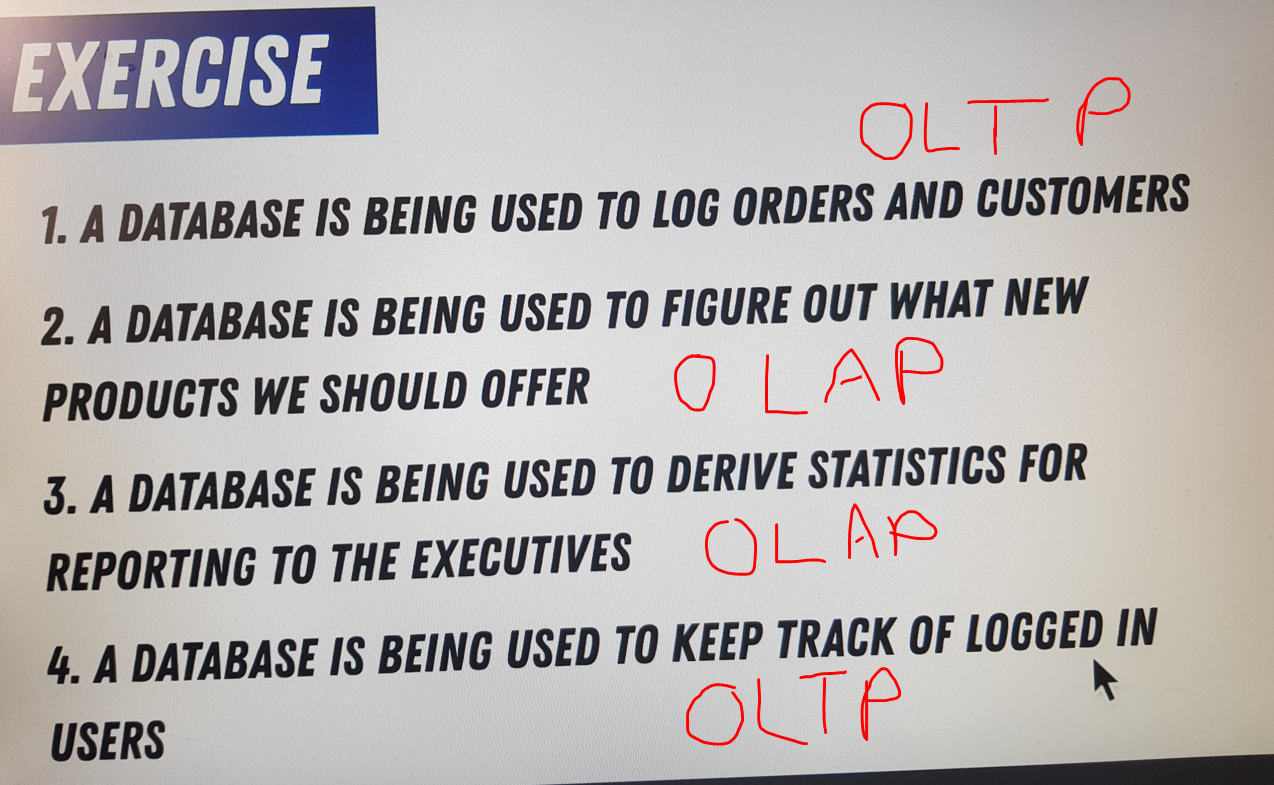 EXERCISE
OLTP
1. A DATABASE IS BEING USED TO LOG ORDERS AND CUSTOMERS
2. A DATABASE IS BEING USED TO FIGURE OUT WHAT NEW
PRODUCTS WE SHOULD OFFER OLAP
3. A DATABASE IS BEING USED TO DERIVE STATISTICS FOR
REPORTING TO THE EXECUTIVES OLAP
4. A DATABASE IS BEING USED TO KEEP TRACK OF LOGGED IN
USERS OLTP